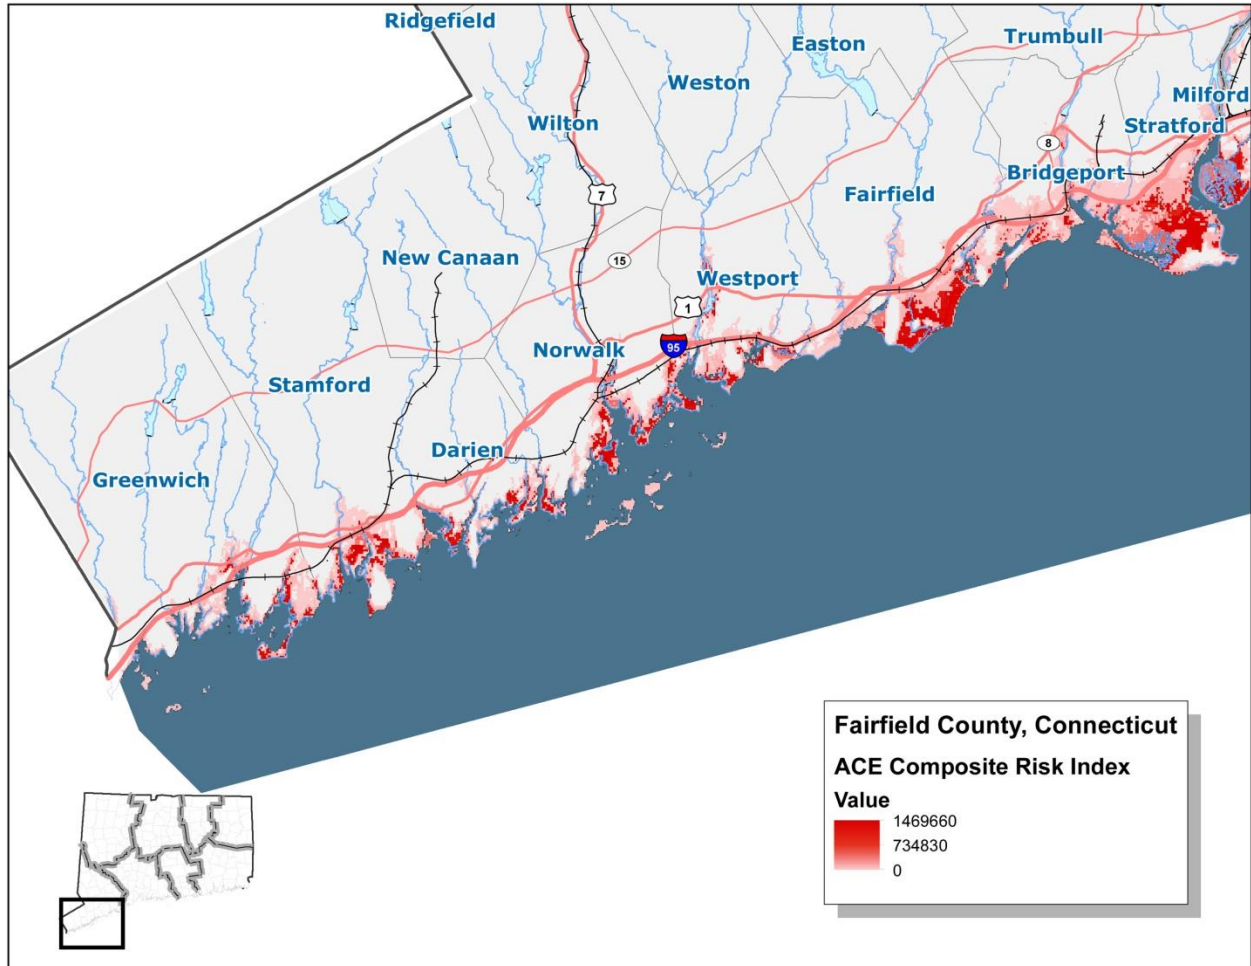 Ridgefield
Trumbull
Easton
Weston
Milford
Wilton
Stratford
8
Bridgeport
7
Fairfield
New Canaan
15
Westport
1
Norwalk
95
Stamford
Darien
Greenwich
Fairfield County, Connecticut
ACE Composite Risk Index
Value
1469660
734830
0